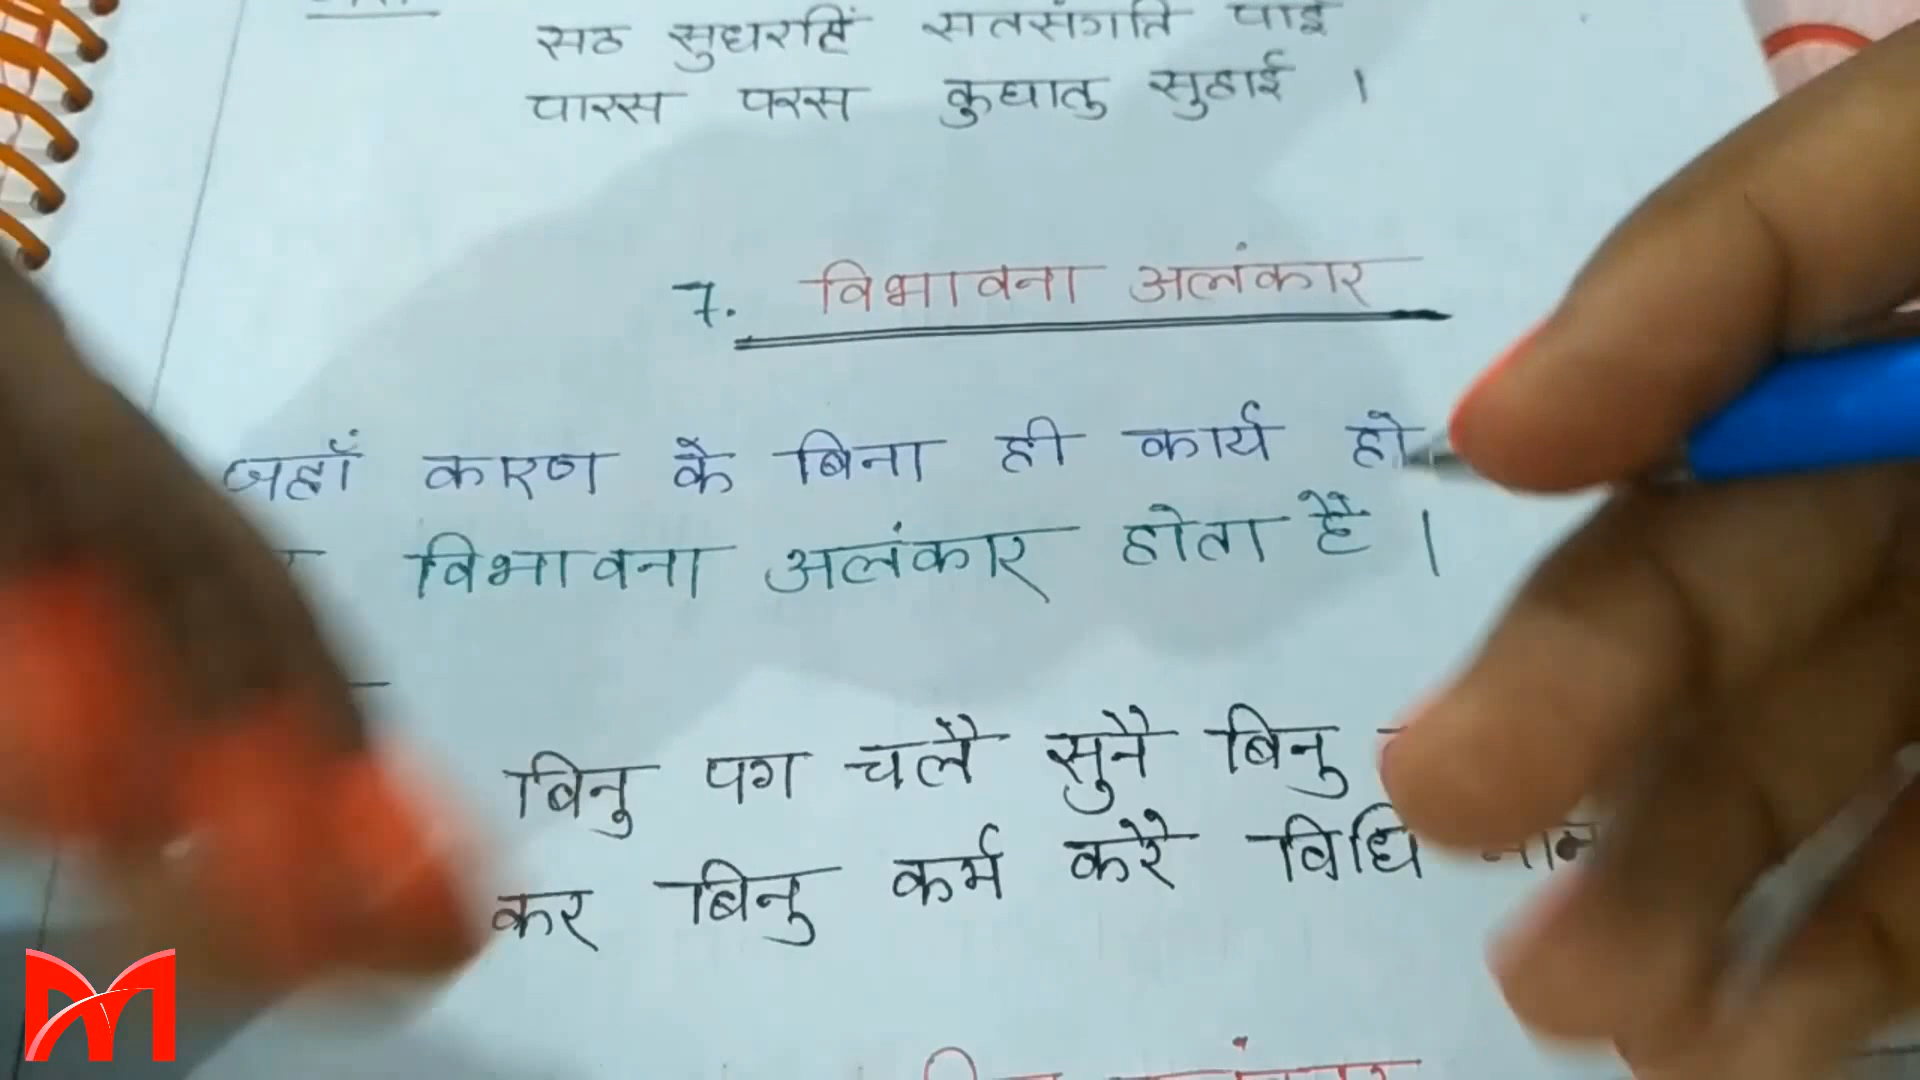 सठ सुधरहिं सतसंगति पाई
पारस परस कुघातु सुहाई ।
7. विभावना अलंकार
जहाँ कारण के बिना ही कार्य हो
विभावना अलंकार होता है ।
बिनु पग चलै सुनै बिनु
कर बिनु कर्म करै विधि